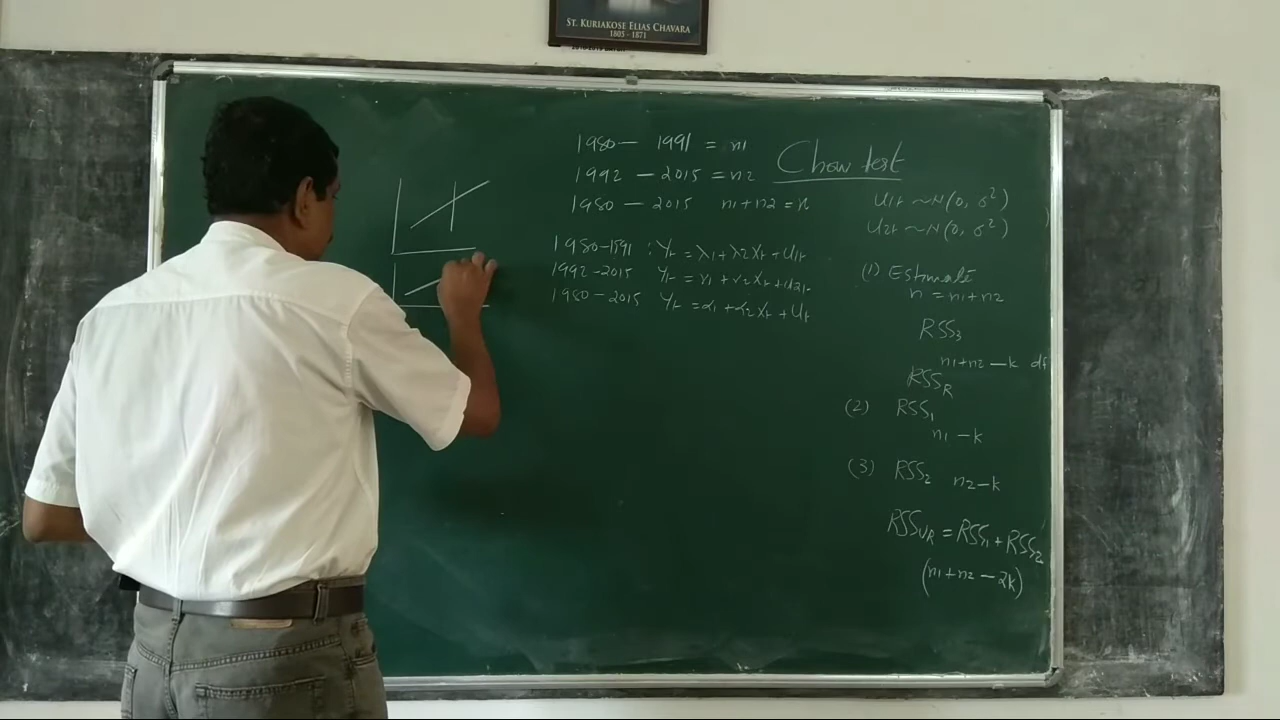 ST. KURIAKOSE ELIAS CHAVARA
1805 - 1871
1980 — 1991 = n1
1992 — 2015 = n2
1980 — 2015 n1+n2 = n
Chow test
U1t ~ N(0, σ²)
U2t ~ N(0, σ²)
1980-1991 : Yt = λ1 + λ2Xt + U1t
1992-2015 Yt = γ1 + γ2Xt + U2t
1980-2015 Yt = α1 + α2Xt + Ut
(1) Estimate
n = n1+n2
RSS3
n1+n2-k df
RSSR
(2) RSS1
n1-k
(3) RSS2 n2-k
RSSUR = RSS1 + RSS2
(n1+n2-2k)